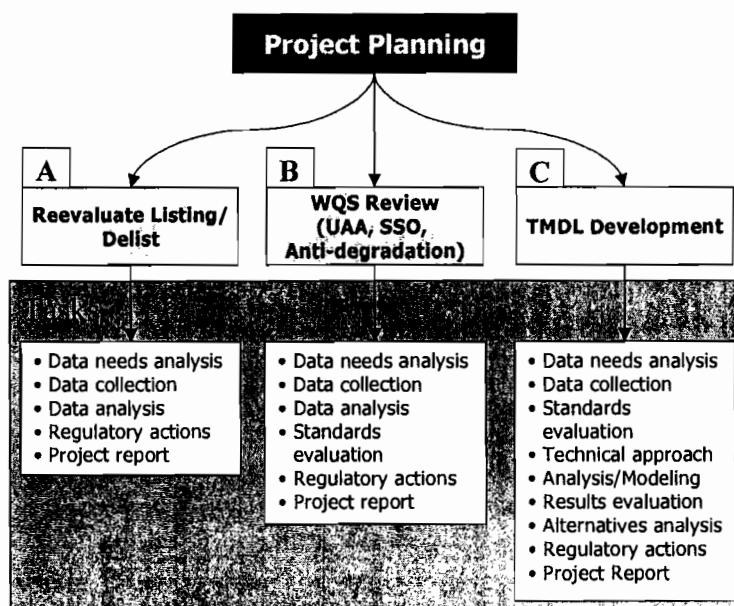 Project Planning
A
Reevaluate Listing/
Delist
B
WQS Review
(UAA, SSO,
Anti-degradation)
C
TMDL Development
• Data needs analysis
• Data collection
• Data analysis
• Regulatory actions
• Project report
• Data needs analysis
• Data collection
• Data analysis
• Standards
evaluation
• Regulatory actions
• Project report
• Data needs analysis
• Data collection
• Standards
evaluation
• Technical approach
• Analysis/Modeling
• Results evaluation
• Alternatives analysis
• Regulatory actions
• Project Report